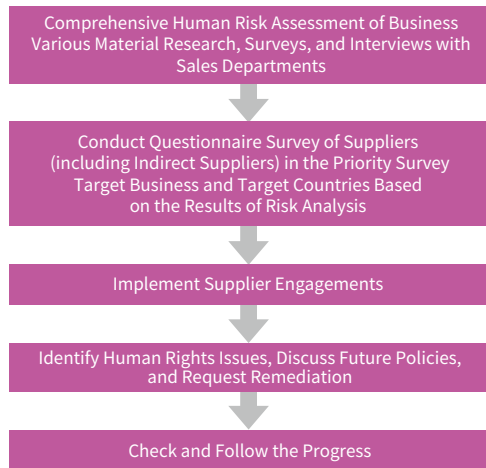 Comprehensive Human Risk Assessment of Business
Various Material Research, Surveys, and Interviews with
Sales Departments
Conduct Questionnaire Survey of Suppliers
(including Indirect Suppliers) in the Priority Survey
Target Business and Target Countries Based
on the Results of Risk Analysis
Implement Supplier Engagements
Identify Human Rights Issues, Discuss Future Policies,
and Request Remediation
Check and Follow the Progress